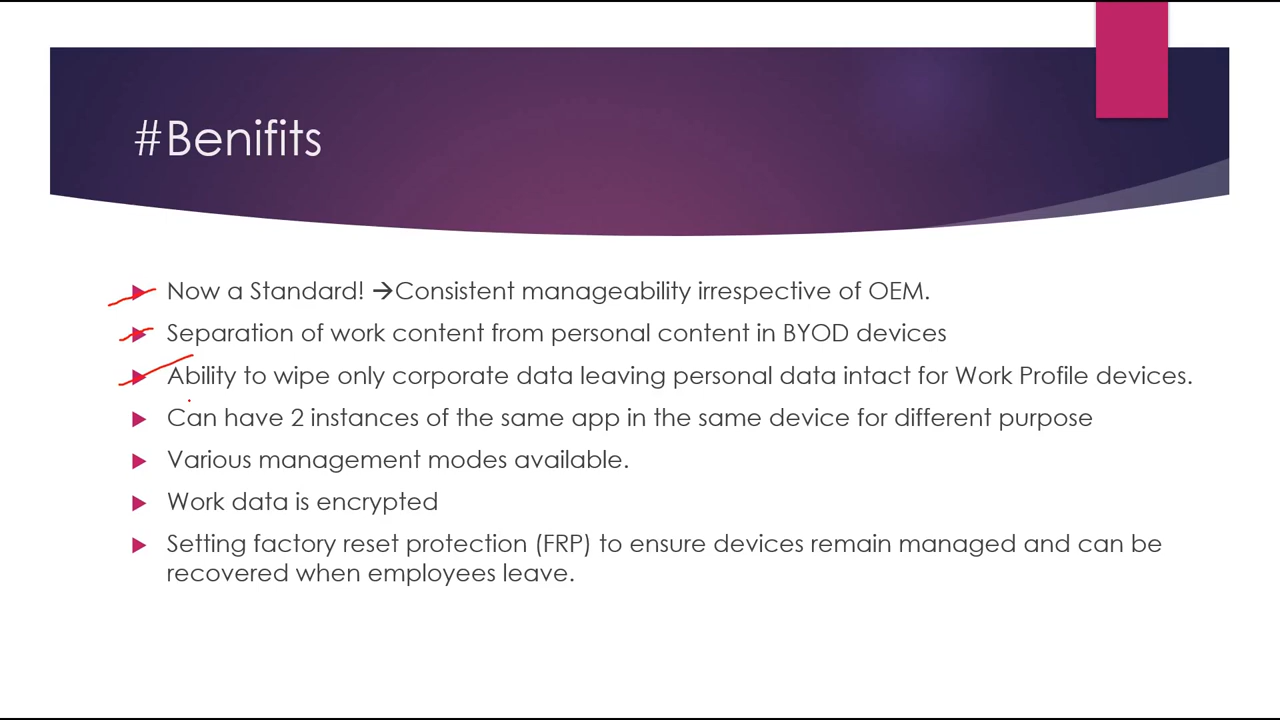 #Benifits
Now a Standard! →Consistent manageability irrespective of OEM.
Separation of work content from personal content in BYOD devices
Ability to wipe only corporate data leaving personal data intact for Work Profile devices.
Can have 2 instances of the same app in the same device for different purpose
Various management modes available.
Work data is encrypted
Setting factory reset protection (FRP) to ensure devices remain managed and can be
recovered when employees leave.